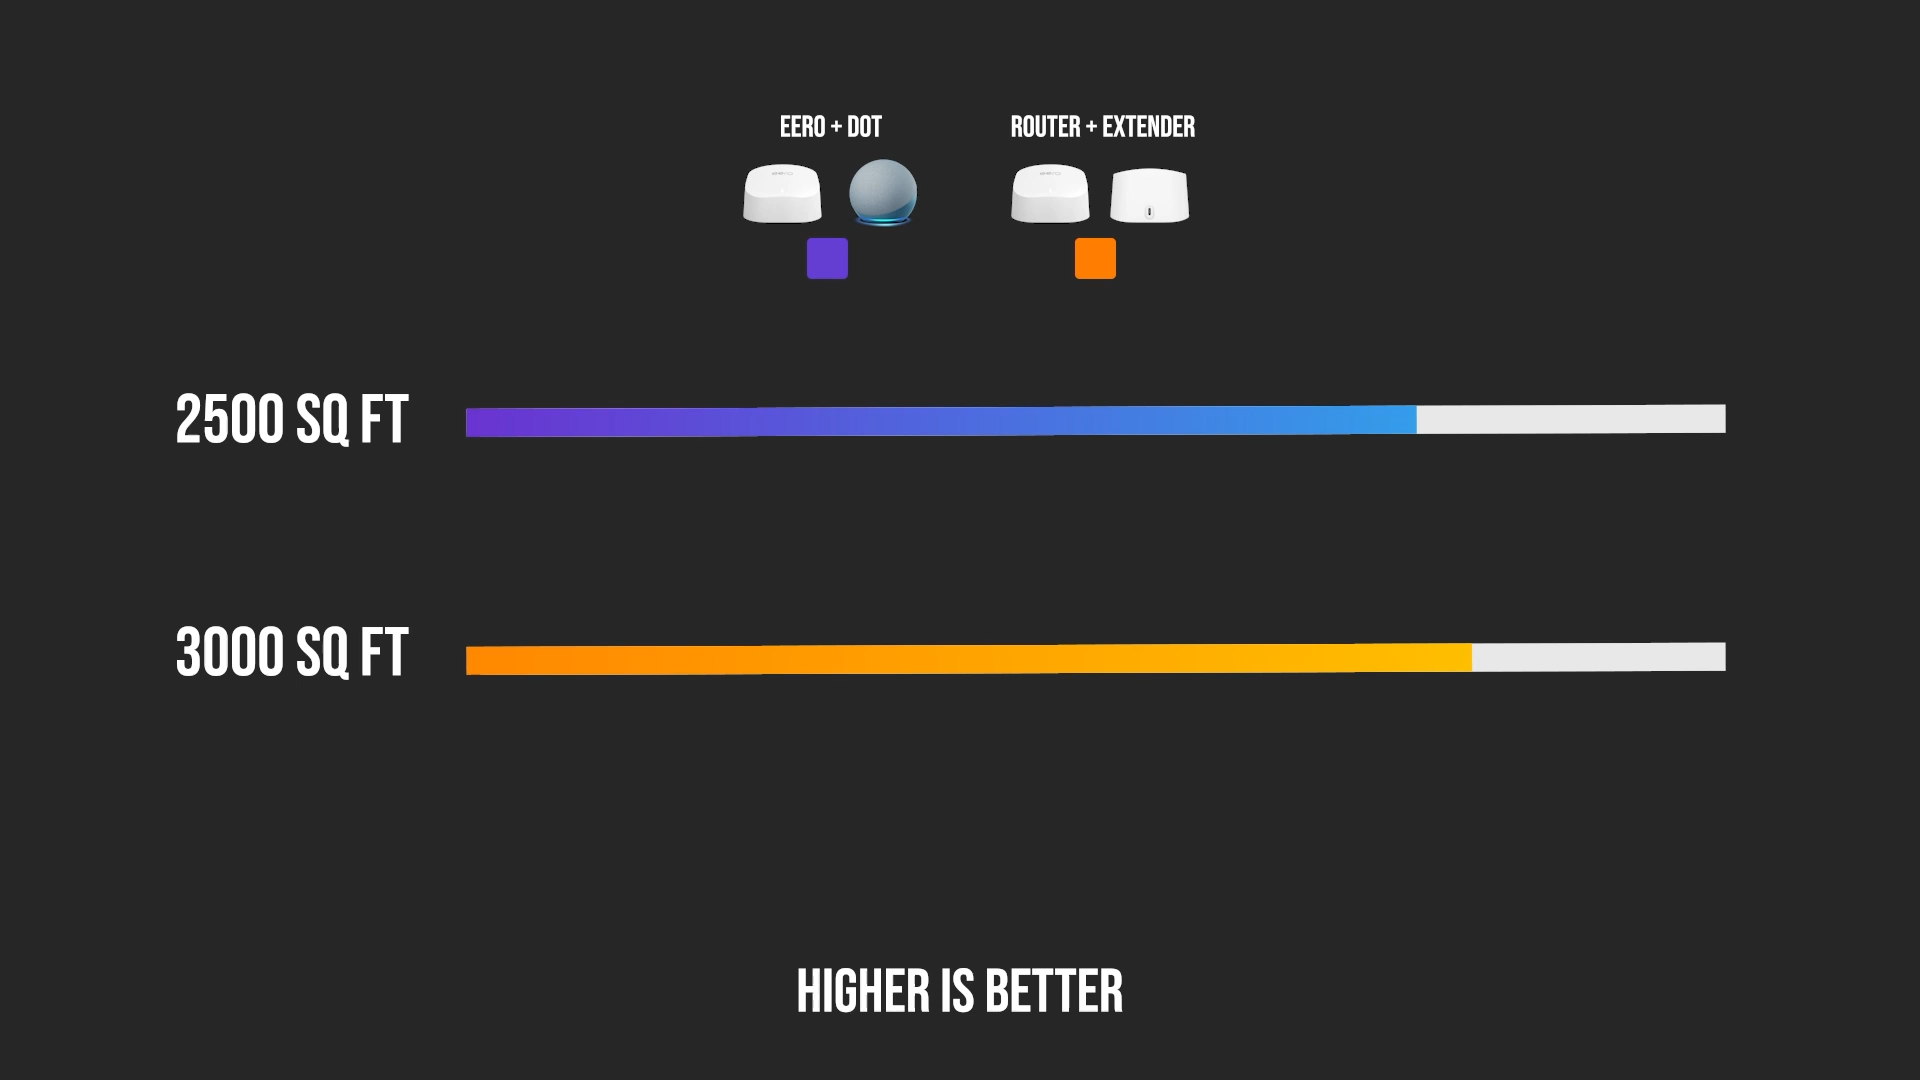 EERO + DOT
ROUTER + EXTENDER
2500 SQ FT
3000 SQ FT
HIGHER IS BETTER